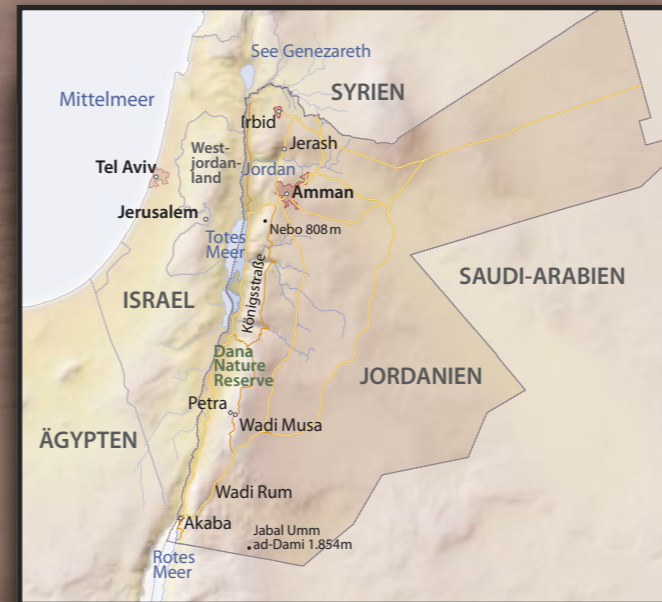 See Genezareth
SYRIEN
Mittelmeer
Irbid
Jerash
West-
jordan-
land
Jordan
Tel Aviv
Amman
Jerusalem
Nebo 808 m
Totes
Meer
SAUDI-ARABIEN
ISRAEL
Königsstraße
Dana
Nature
Reserve
JORDANIEN
Petra
Wadi Musa
ÄGYPTEN
Wadi Rum
Akaba
Jabal Umm
ad-Dami 1.854m
Rotes
Meer